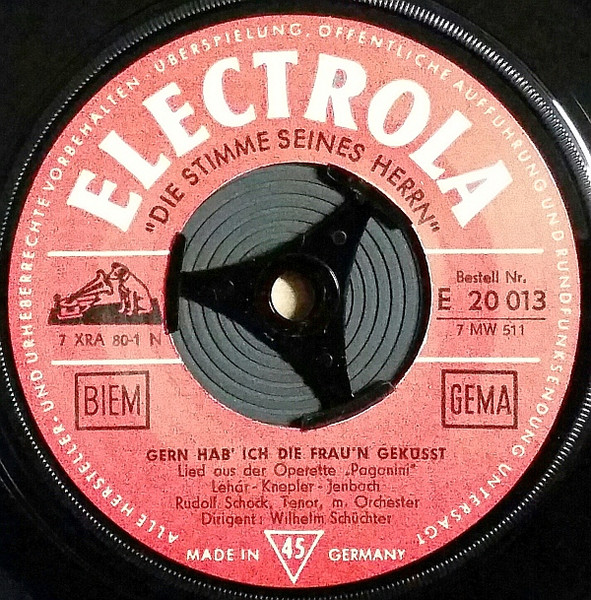 ALLE HERSTELLER- UND URHEBERRECHTE VORBEHALTEN · ÜBERSPIELUNG, ÖFFENTLICHE AUFFÜHRUNG UND RUNDFUNKSENDUNG UNTERSAGT
ELECTROLA
"DIE STIMME SEINES HERRN"
Bestell Nr.
E 20 013
7 XRA 80-1 N
7 MW 511
BIEM
GEMA
GERN HAB' ICH DIE FRAU'N GEKÜSST
Lied aus der Operette „Paganini"
Lehár - Knepler - Jenbach
Rudolf Schock, Tenor, m. Orchester
Dirigent: Wilhelm Schüchter
MADE IN 45 GERMANY